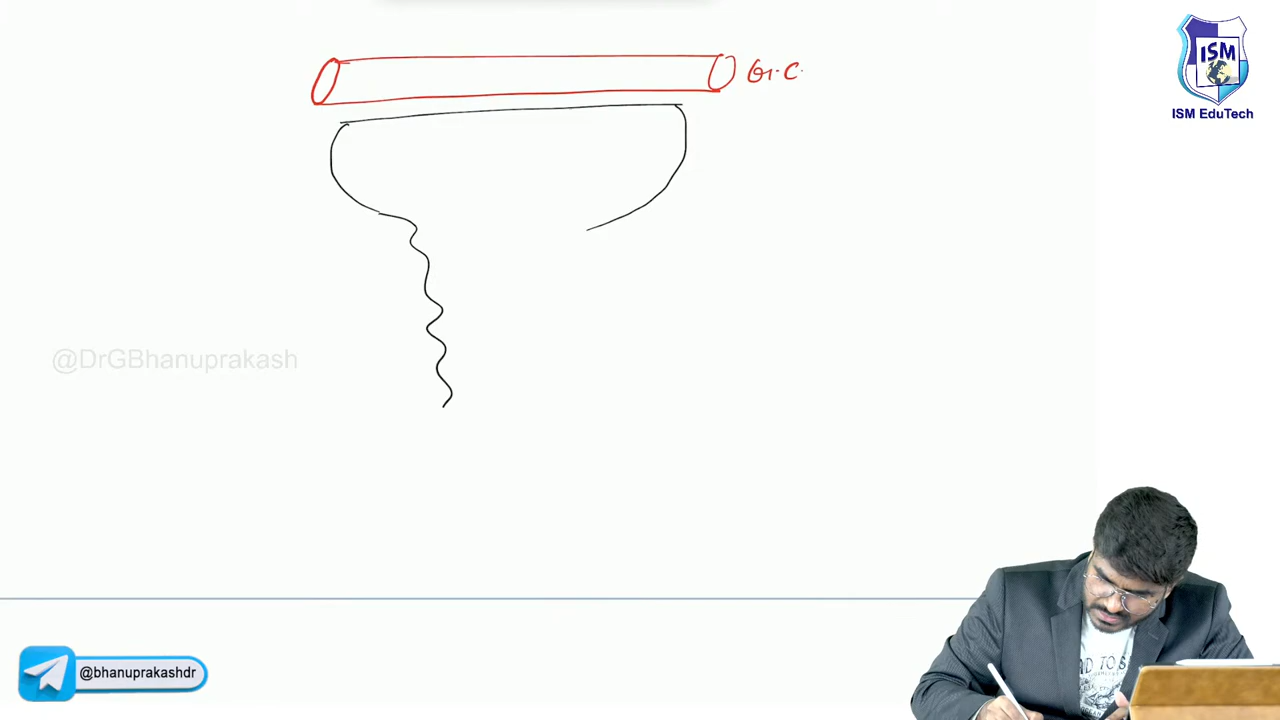 G.C.
ISM
ISM EduTech
@DrGBhanuprakash
@bhanuprakashdr